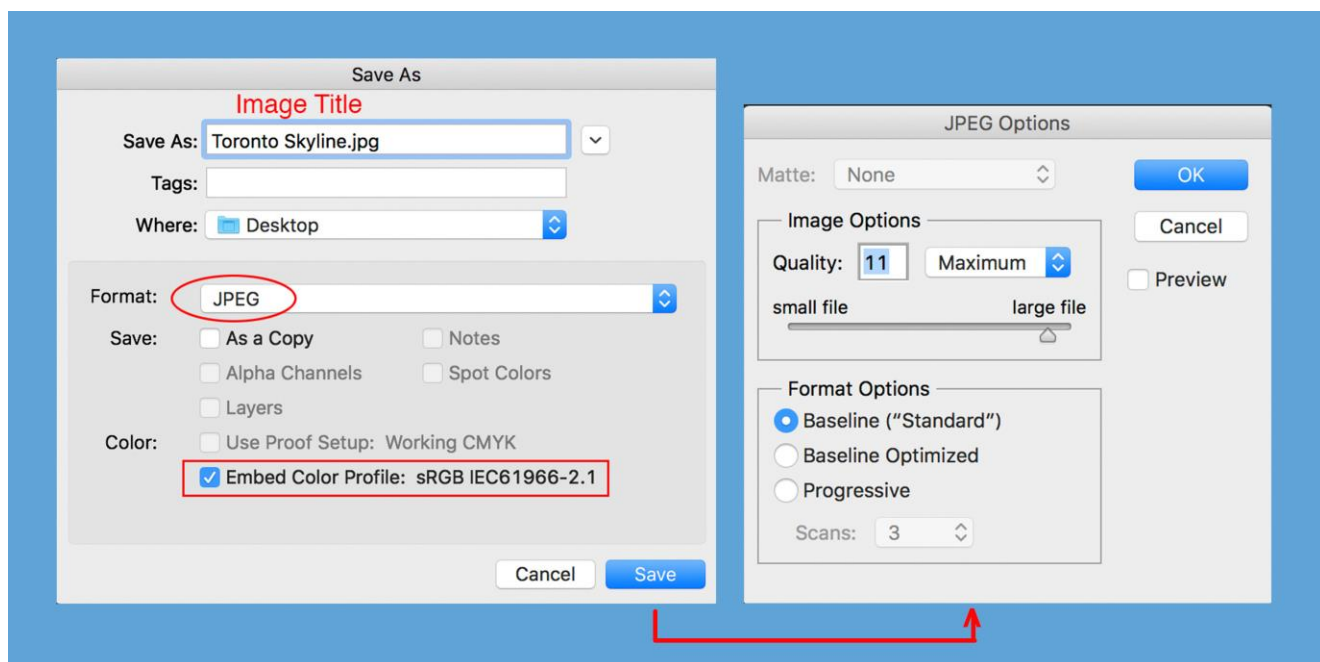 Save As
Image Title
Save As: Toronto Skyline.jpg
Tags:
Where: Desktop
Format: JPEG
Save: As a Copy Notes
Alpha Channels Spot Colors
Layers
Color: Use Proof Setup: Working CMYK
Embed Color Profile: sRGB IEC61966-2.1
Cancel Save
JPEG Options
Matte: None OK
Image Options Cancel
Quality: 11 Maximum Preview
small file large file
Format Options
Baseline (“Standard”)
Baseline Optimized
Progressive
Scans: 3